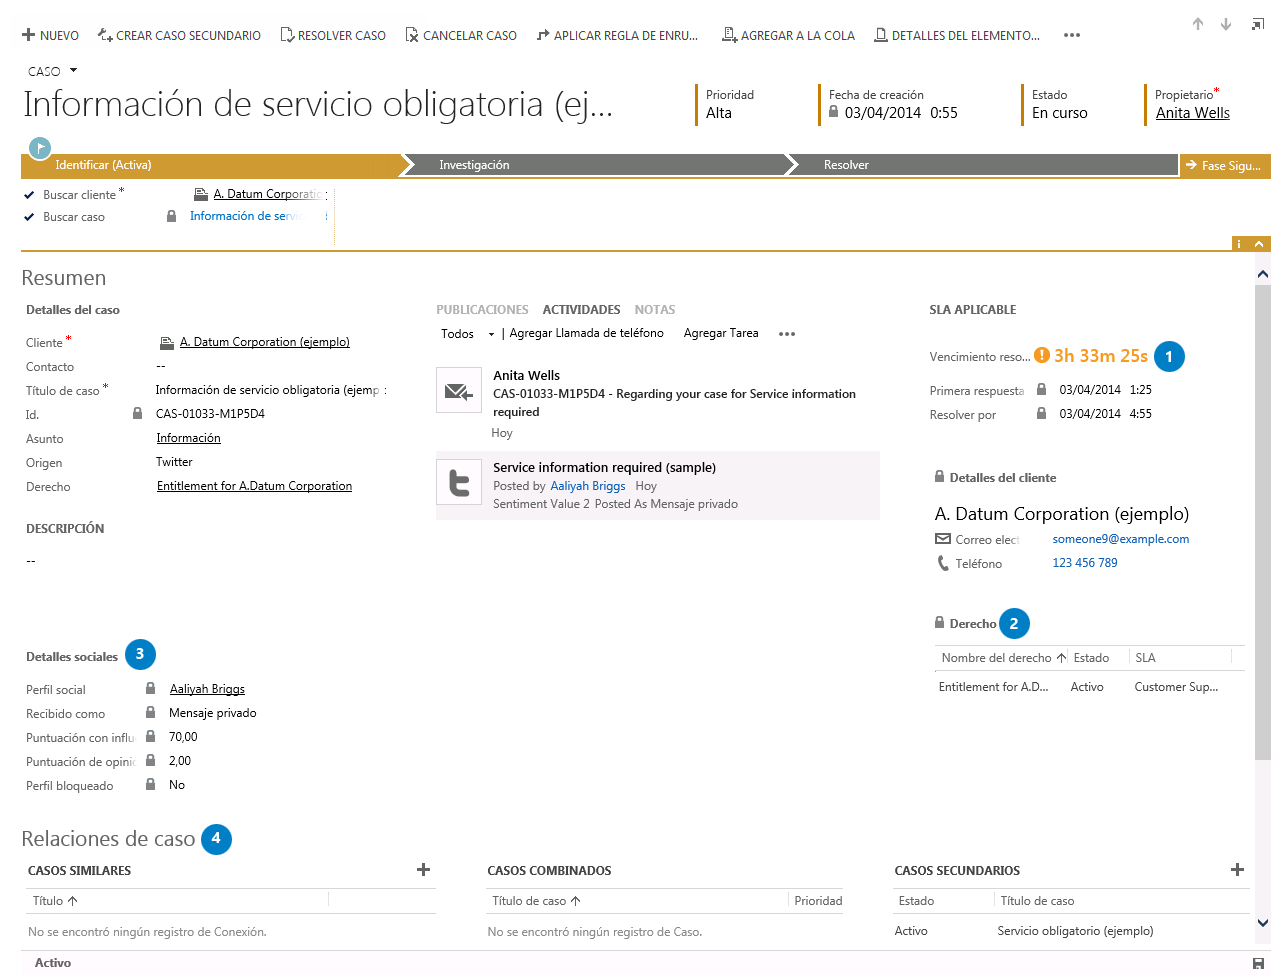 NUEVO CREAR CASO SECUNDARIO RESOLVER CASO CANCELAR CASO APLICAR REGLA DE ENRU... AGREGAR A LA COLA DETALLES DEL ELEMENTO... •••
CASO
Información de servicio obligatoria (ej...
Prioridad Fecha de creación Estado Propietario*
Alta 03/04/2014 0:55 En curso Anita Wells
Identificar (Activa) Investigación Resolver → Fase Sigu...
Buscar cliente* A. Datum Corporatic
Buscar caso Información de servic
i
Resumen
Detalles del caso
Cliente* A. Datum Corporation (ejemplo)
Contacto --
Título de caso* Información de servicio obligatoria (ejemp
Id. CAS-01033-M1P5D4
Asunto Información
Origen Twitter
Derecho Entitlement for A.Datum Corporation
DESCRIPCIÓN
--
Detalles sociales 3
Perfil social Aaliyah Briggs
Recibido como Mensaje privado
Puntuación con influ 70,00
Puntuación de opinic 2,00
Perfil bloqueado No
PUBLICACIONES ACTIVIDADES NOTAS
Todos | Agregar Llamada de teléfono Agregar Tarea •••
Anita Wells
CAS-01033-M1P5D4 - Regarding your case for Service information
required
Hoy
Service information required (sample)
Posted by Aaliyah Briggs Hoy
Sentiment Value 2 Posted As Mensaje privado
SLA APLICABLE
Vencimiento reso... 3h 33m 25s 1
Primera respuesta 03/04/2014 1:25
Resolver por 03/04/2014 4:55
Detalles del cliente
A. Datum Corporation (ejemplo)
Correo elect someone9@example.com
Teléfono 123 456 789
Derecho 2
Nombre del derecho ↑ Estado SLA
Entitlement for A.D... Activo Customer Sup...
Relaciones de caso 4
CASOS SIMILARES
Título ↑
No se encontró ningún registro de Conexión.
CASOS COMBINADOS
Título de caso ↑ Prioridad
No se encontró ningún registro de Caso.
CASOS SECUNDARIOS
Estado Título de caso
Activo Servicio obligatorio (ejemplo)
Activo